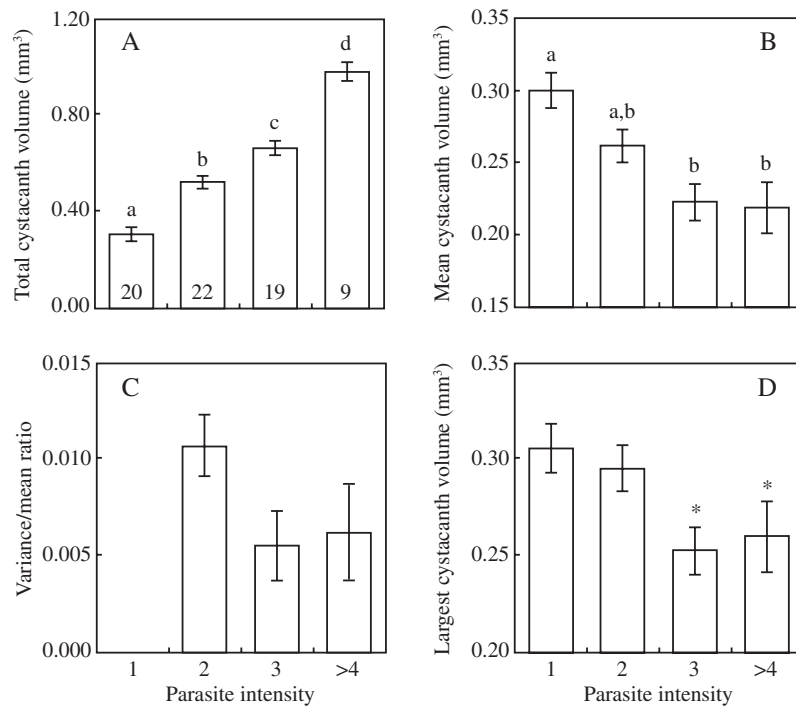 Total cystacanth volume (mm³)
1.20
0.80
0.40
0.00
A
a
b
c
d
20
22
19
9
Mean cystacanth volume (mm³)
0.35
0.30
0.25
0.20
0.15
B
a
a,b
b
b
Variance/mean ratio
0.015
0.010
0.005
0.000
C
1
2
3
>4
Parasite intensity
Largest cystacanth volume (mm³)
0.35
0.30
0.25
0.20
D
*
*
1
2
3
>4
Parasite intensity